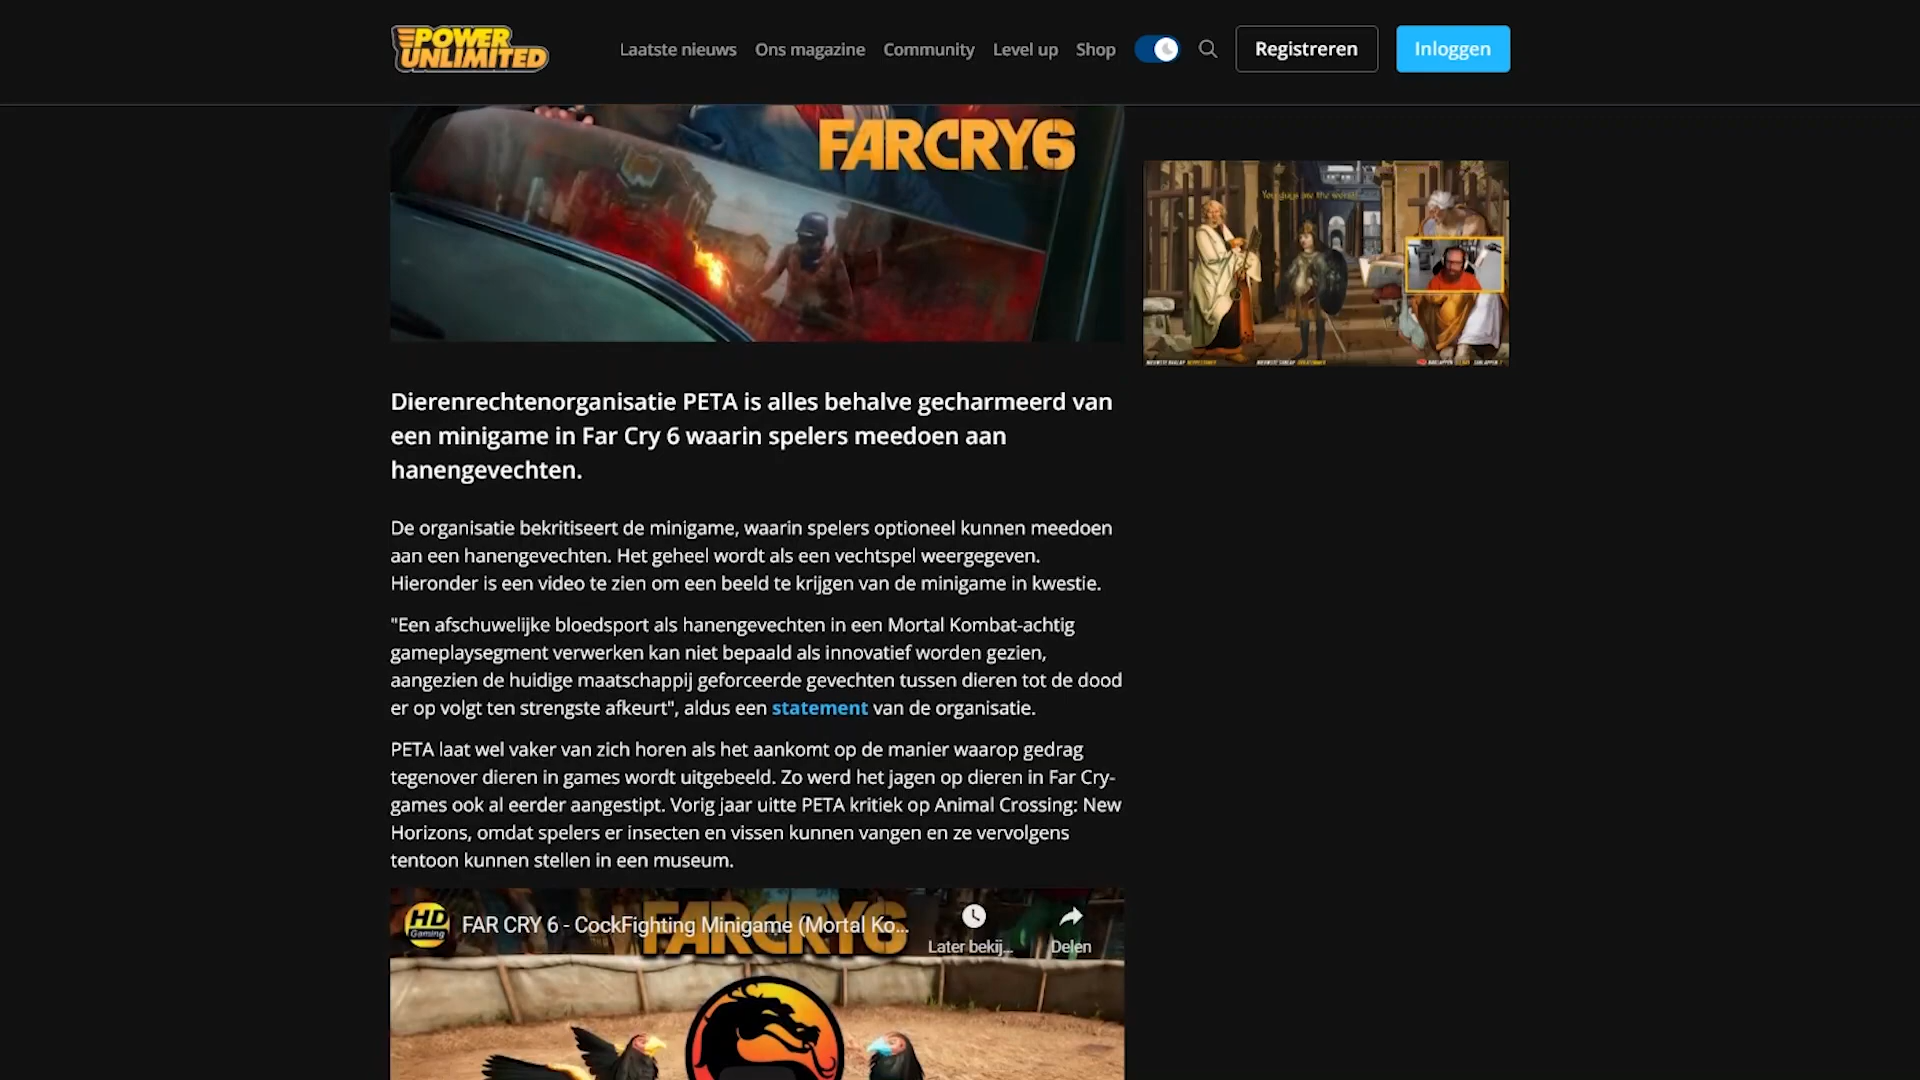 POWER
UNLIMITED
Laatste nieuws
Ons magazine
Community
Level up
Shop
Registreren
Inloggen
FARCRY6
You guys are the worst
Dierenrechtenorganisatie PETA is alles behalve gecharmeerd van
een minigame in Far Cry 6 waarin spelers meedoen aan
hanengevechten.
De organisatie bekritiseert de minigame, waarin spelers optioneel kunnen meedoen
aan een hanengevechten. Het geheel wordt als een vechtspel weergegeven.
Hieronder is een video te zien om een beeld te krijgen van de minigame in kwestie.
"Een afschuwelijke bloedsport als hanengevechten in een Mortal Kombat-achtig
gameplaysegment verwerken kan niet bepaald als innovatief worden gezien,
aangezien de huidige maatschappij geforceerde gevechten tussen dieren tot de dood
er op volgt ten strengste afkeurt", aldus een statement van de organisatie.
PETA laat wel vaker van zich horen als het aankomt op de manier waarop gedrag
tegenover dieren in games wordt uitgebeeld. Zo werd het jagen op dieren in Far Cry-
games ook al eerder aangestipt. Vorig jaar uitte PETA kritiek op Animal Crossing: New
Horizons, omdat spelers er insecten en vissen kunnen vangen en ze vervolgens
tentoon kunnen stellen in een museum.
HD
Gaming
FAR CRY 6 - CockFighting Minigame (Mortal Ko...
FARCRY6
Later bekij...
Delen